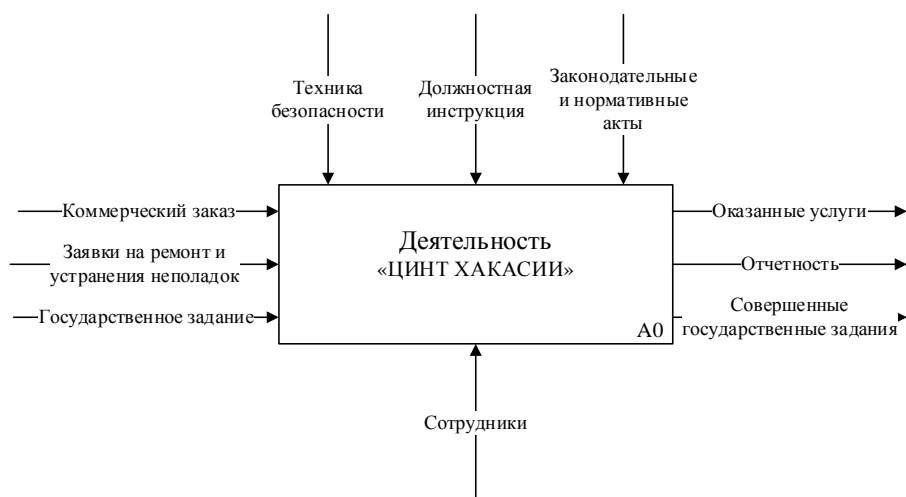 Техника
безопасности
Должностная
инструкция
Законодательные
и нормативные
акты
Коммерческий заказ
Заявки на ремонт и
устранения неполадок
Государственное задание
Деятельность
«ЦИНТ ХАКАСИИ»
А0
Оказанные услуги
Отчетность
Совершенные
государственные задания
Сотрудники